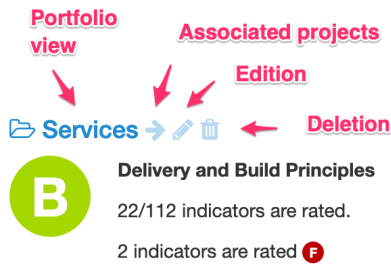 Portfolio
view
Associated projects
Edition
Services
Deletion
B
Delivery and Build Principles
22/112 indicators are rated.
2 indicators are rated F